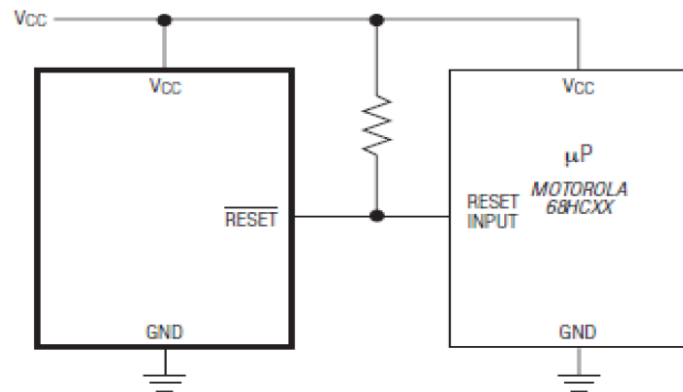 VCC
VCC
RESET
GND
VCC
μP
MOTOROLA
68HCXX
RESET
INPUT
GND